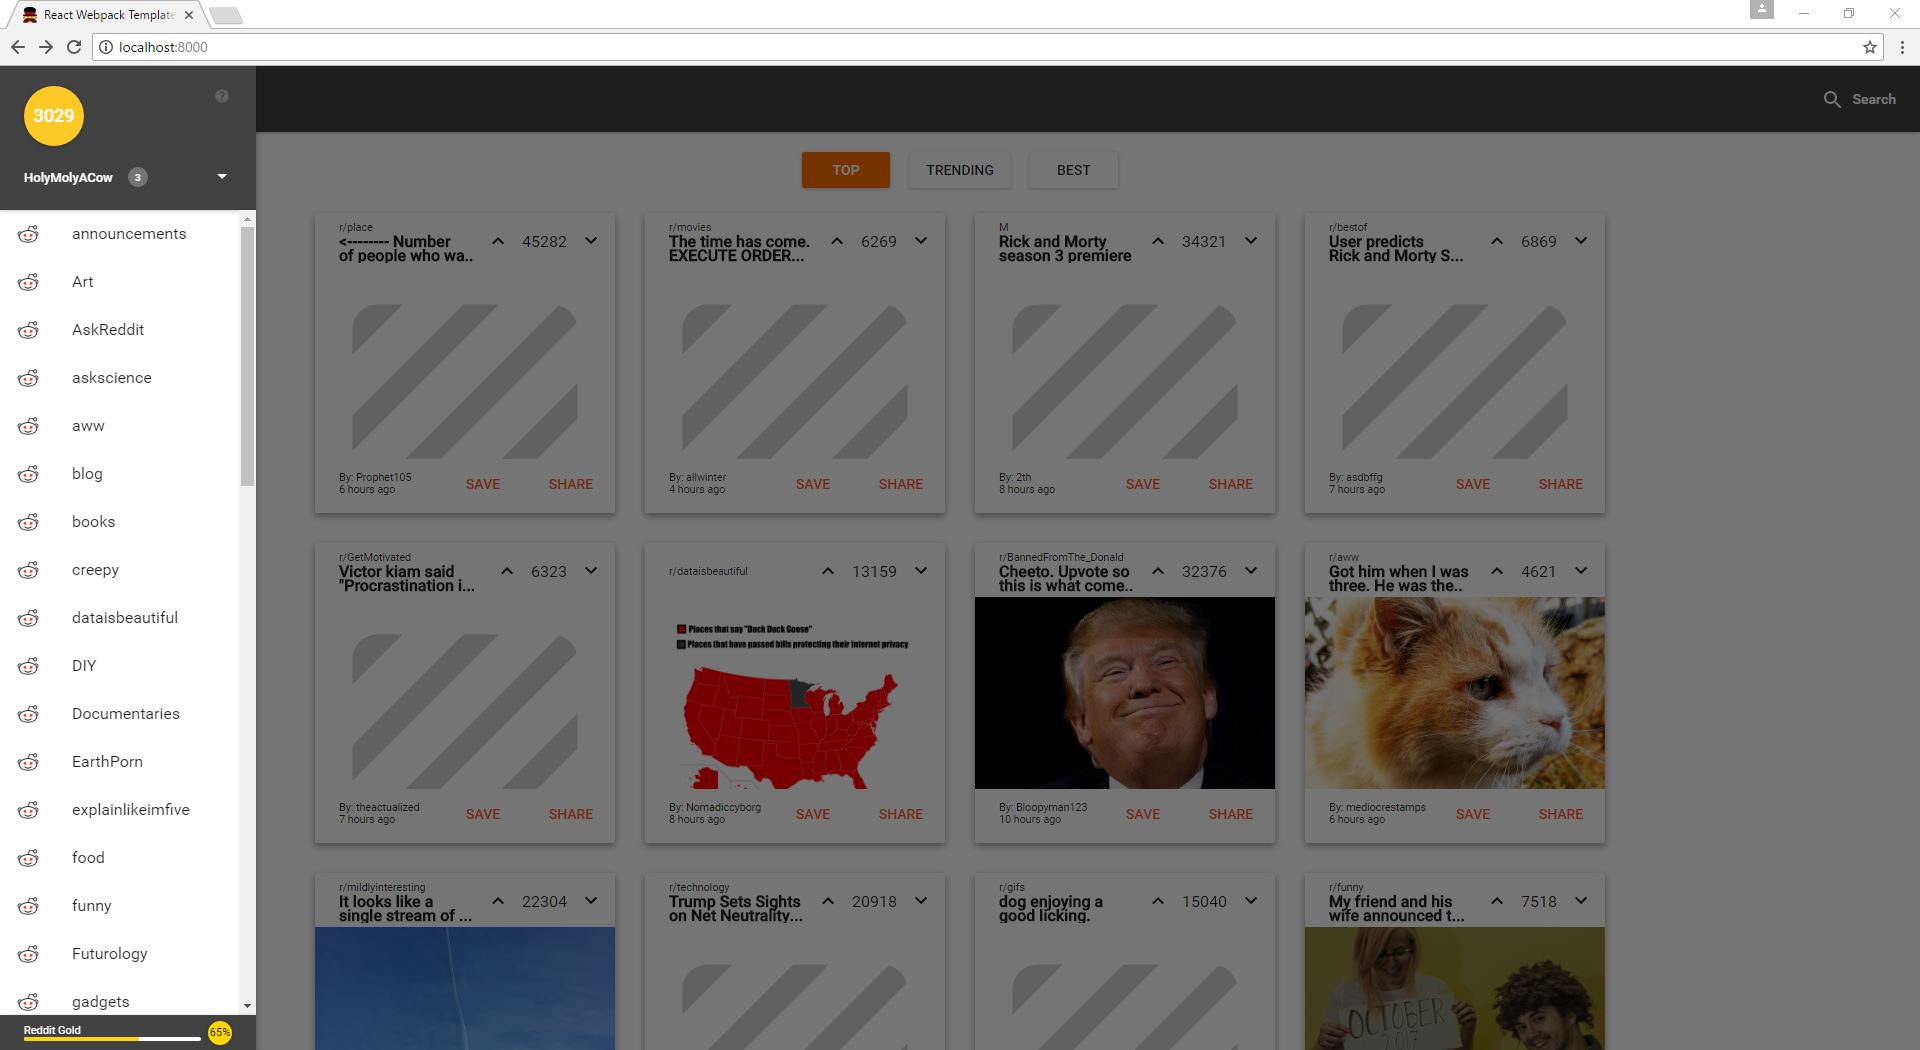 React Webpack Template
localhost:8000
3029
HolyMolyACow 3
announcements
Art
AskReddit
askscience
aww
blog
books
creepy
dataisbeautiful
DIY
Documentaries
EarthPorn
explainlikeimfive
food
funny
Futurology
gadgets
Reddit Gold
65%
Search
TOP TRENDING BEST
r/place
<-------- Number
of people who wa..
45282
By: Prophet105
6 hours ago
SAVE SHARE
r/movies
The time has come.
EXECUTE ORDER...
6269
By: allwinter
4 hours ago
SAVE SHARE
M
Rick and Morty
season 3 premiere
34321
By: 2th
8 hours ago
SAVE SHARE
r/bestof
User predicts
Rick and Morty S...
6869
By: asdbffg
7 hours ago
SAVE SHARE
r/GetMotivated
Victor kiam said
"Procrastination i...
6323
By: theactualized
7 hours ago
SAVE SHARE
r/dataisbeautiful
13159
Places that say "Duck Duck Goose"
Places that have passed bills protecting their internet privacy
By: Nomadiccyborg
8 hours ago
SAVE SHARE
r/BannedFromThe_Donald
Cheeto. Upvote so
this is what come..
32376
By: Bloopyman123
10 hours ago
SAVE SHARE
r/aww
Got him when I was
three. He was the..
4621
By: mediocrestamps
6 hours ago
SAVE SHARE
r/mildlyinteresting
It looks like a
single stream of ...
22304
r/technology
Trump Sets Sights
on Net Neutrality...
20918
r/gifs
dog enjoying a
good licking.
15040
r/funny
My friend and his
wife announced t...
7518
OCTOBER
2017